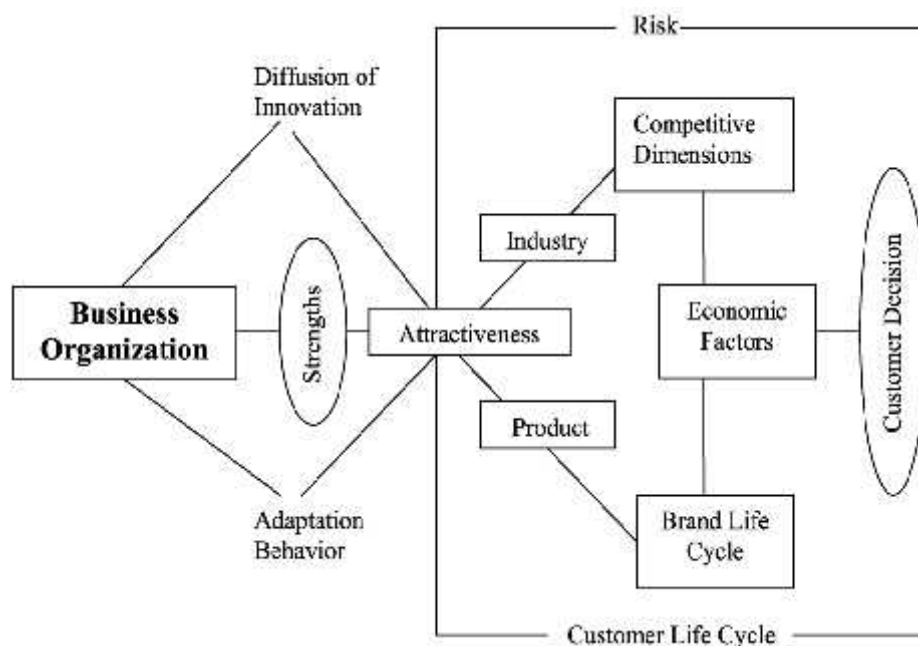 Risk
Diffusion of
Innovation
Competitive
Dimensions
Industry
Business
Organization
Strengths
Attractiveness
Economic
Factors
Customer Decision
Product
Adaptation
Behavior
Brand Life
Cycle
Customer Life Cycle